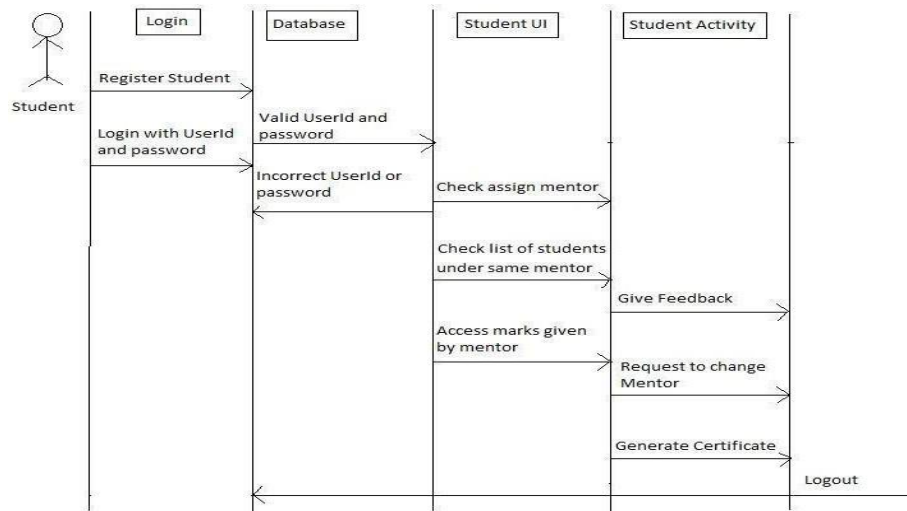 Login
Database
Student UI
Student Activity
Register Student
Student
Valid UserId and
password
Login with UserId
and password
Incorrect UserId or
password
Check assign mentor
Check list of students
under same mentor
Give Feedback
Access marks given
by mentor
Request to change
Mentor
Generate Certificate
Logout